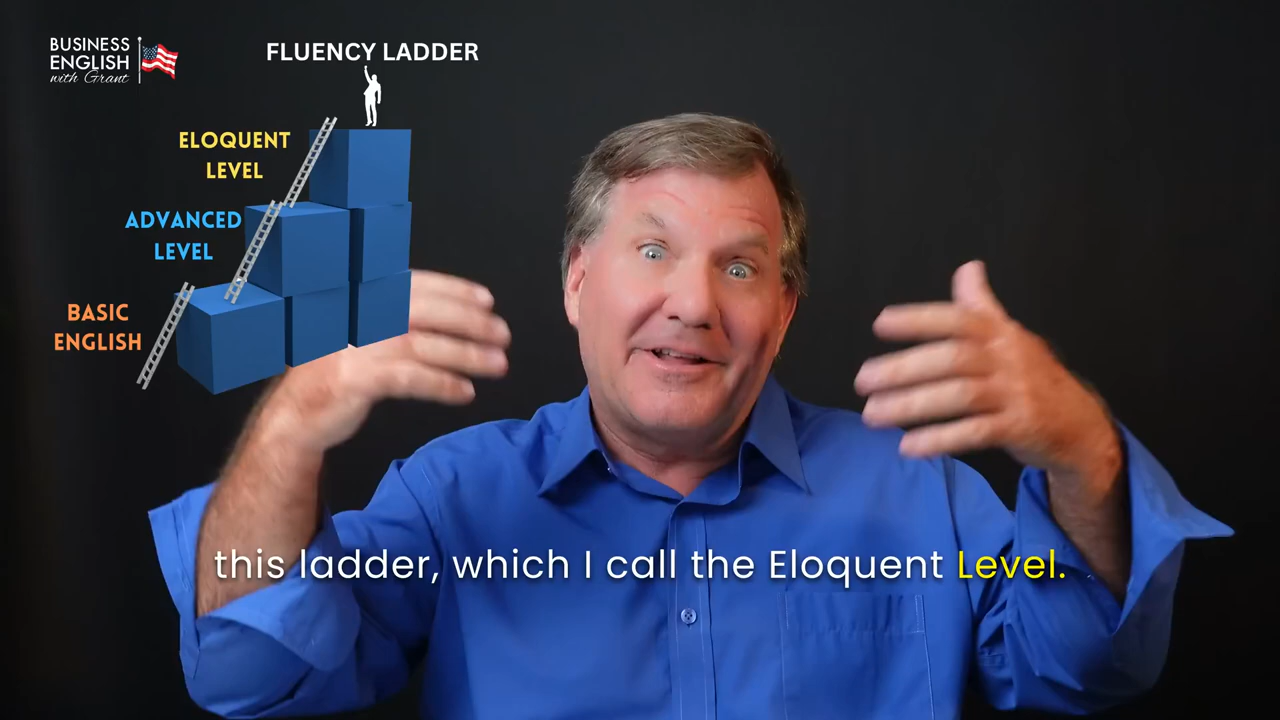 BUSINESS
ENGLISH
with Grant
FLUENCY LADDER
ELOQUENT
LEVEL
ADVANCED
LEVEL
BASIC
ENGLISH
this ladder, which I call the Eloquent Level.